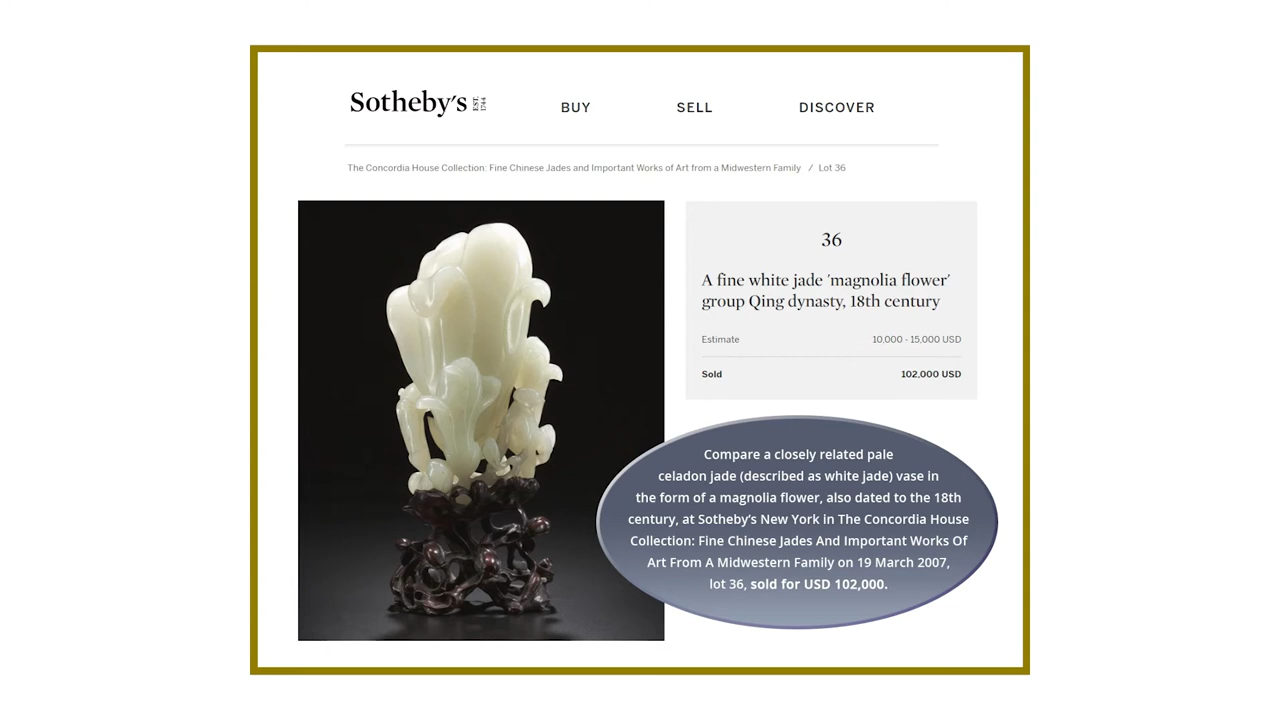 Sotheby's EST. 1744
BUY
SELL
DISCOVER
The Concordia House Collection: Fine Chinese Jades and Important Works of Art from a Midwestern Family / Lot 36
36
A fine white jade 'magnolia flower'
group Qing dynasty, 18th century
Estimate 10,000 - 15,000 USD
Sold 102,000 USD
Compare a closely related pale
celadon jade (described as white jade) vase in
the form of a magnolia flower, also dated to the 18th
century, at Sotheby's New York in The Concordia House
Collection: Fine Chinese Jades And Important Works Of
Art From A Midwestern Family on 19 March 2007,
lot 36, sold for USD 102,000.